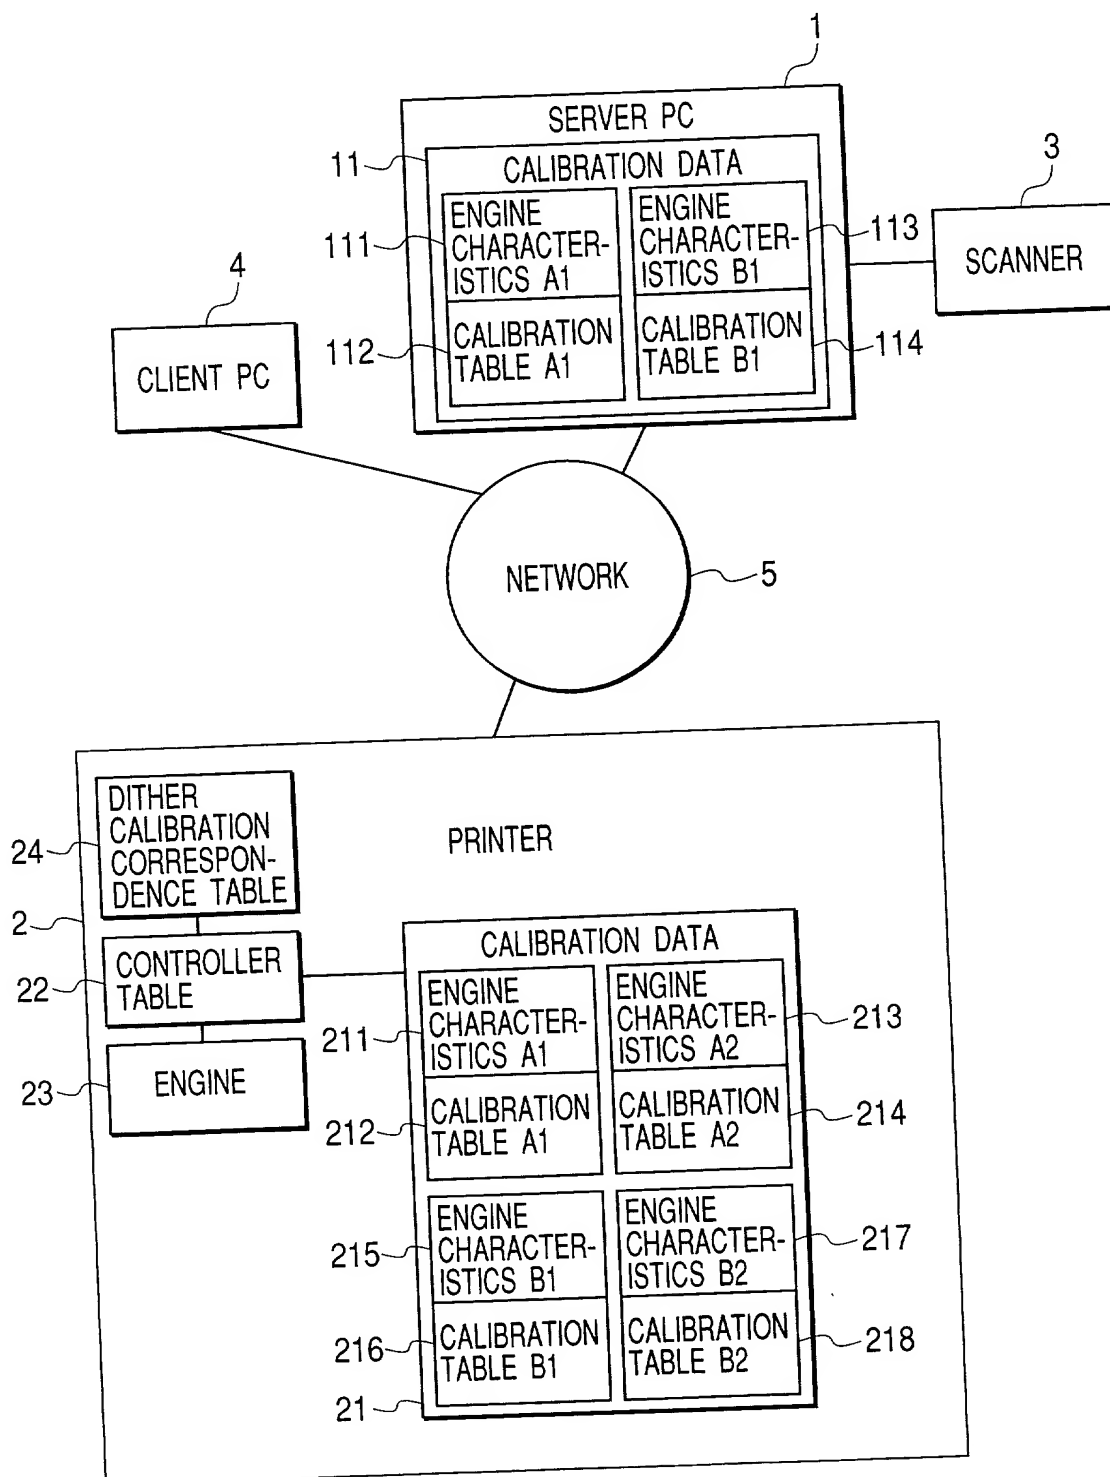 1
SERVER PC
11
CALIBRATION DATA
ENGINE
CHARACTER-
ISTICS A1
111
CALIBRATION
TABLE A1
112
ENGINE
CHARACTER-
ISTICS B1
113
CALIBRATION
TABLE B1
114
3
SCANNER
4
CLIENT PC
NETWORK
5
PRINTER
2
DITHER
CALIBRATION
CORRESPON-
DENCE TABLE
24
CONTROLLER
TABLE
22
ENGINE
23
CALIBRATION DATA
ENGINE
CHARACTER-
ISTICS A1
211
CALIBRATION
TABLE A1
212
ENGINE
CHARACTER-
ISTICS A2
213
CALIBRATION
TABLE A2
214
ENGINE
CHARACTER-
ISTICS B1
215
CALIBRATION
TABLE B1
216
ENGINE
CHARACTER-
ISTICS B2
217
CALIBRATION
TABLE B2
218
21